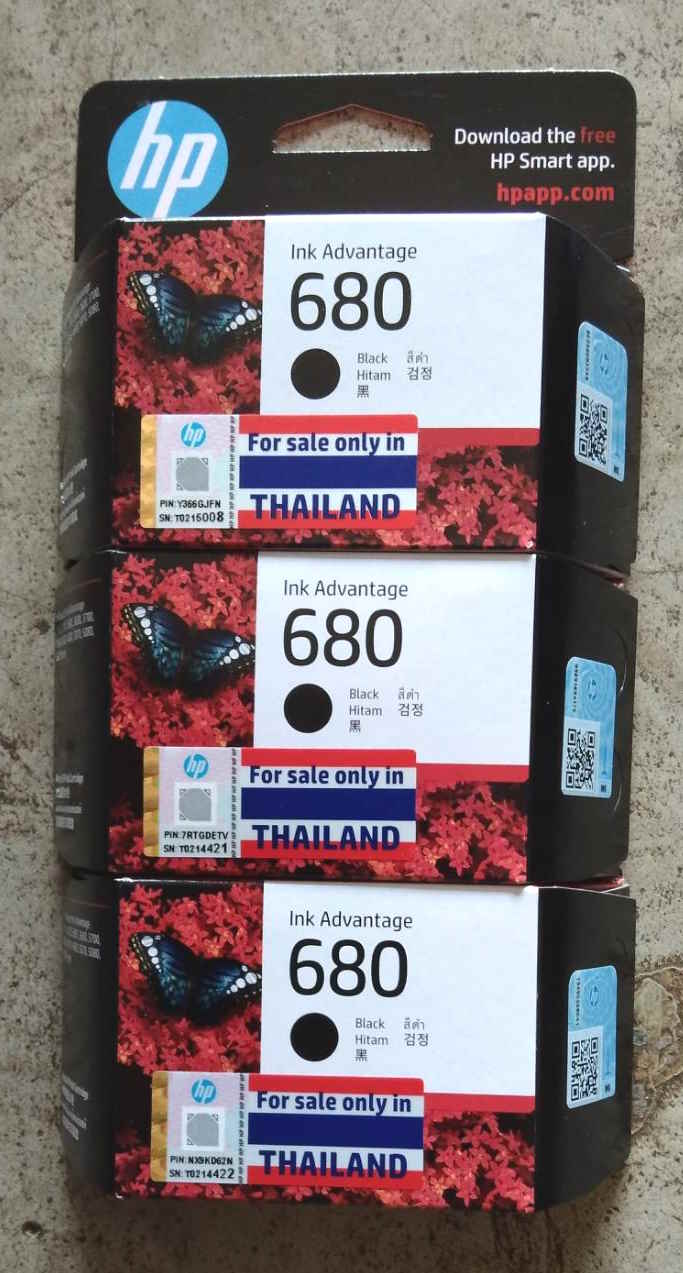 hp
Download the free
HP Smart app.
hpapp.com
Ink Advantage
680
Black สีดำ
Hitam 검정
黑
hp
PIN:Y366GJFN
SN: T0215008
For sale only in
THAILAND
Ink Advantage
680
Black สีดำ
Hitam 검정
黑
hp
PIN:7RTGDETV
SN: T0214421
For sale only in
THAILAND
Ink Advantage
680
Black สีดำ
Hitam 검정
黑
hp
PIN:NX9KD62N
SN: T0214422
For sale only in
THAILAND